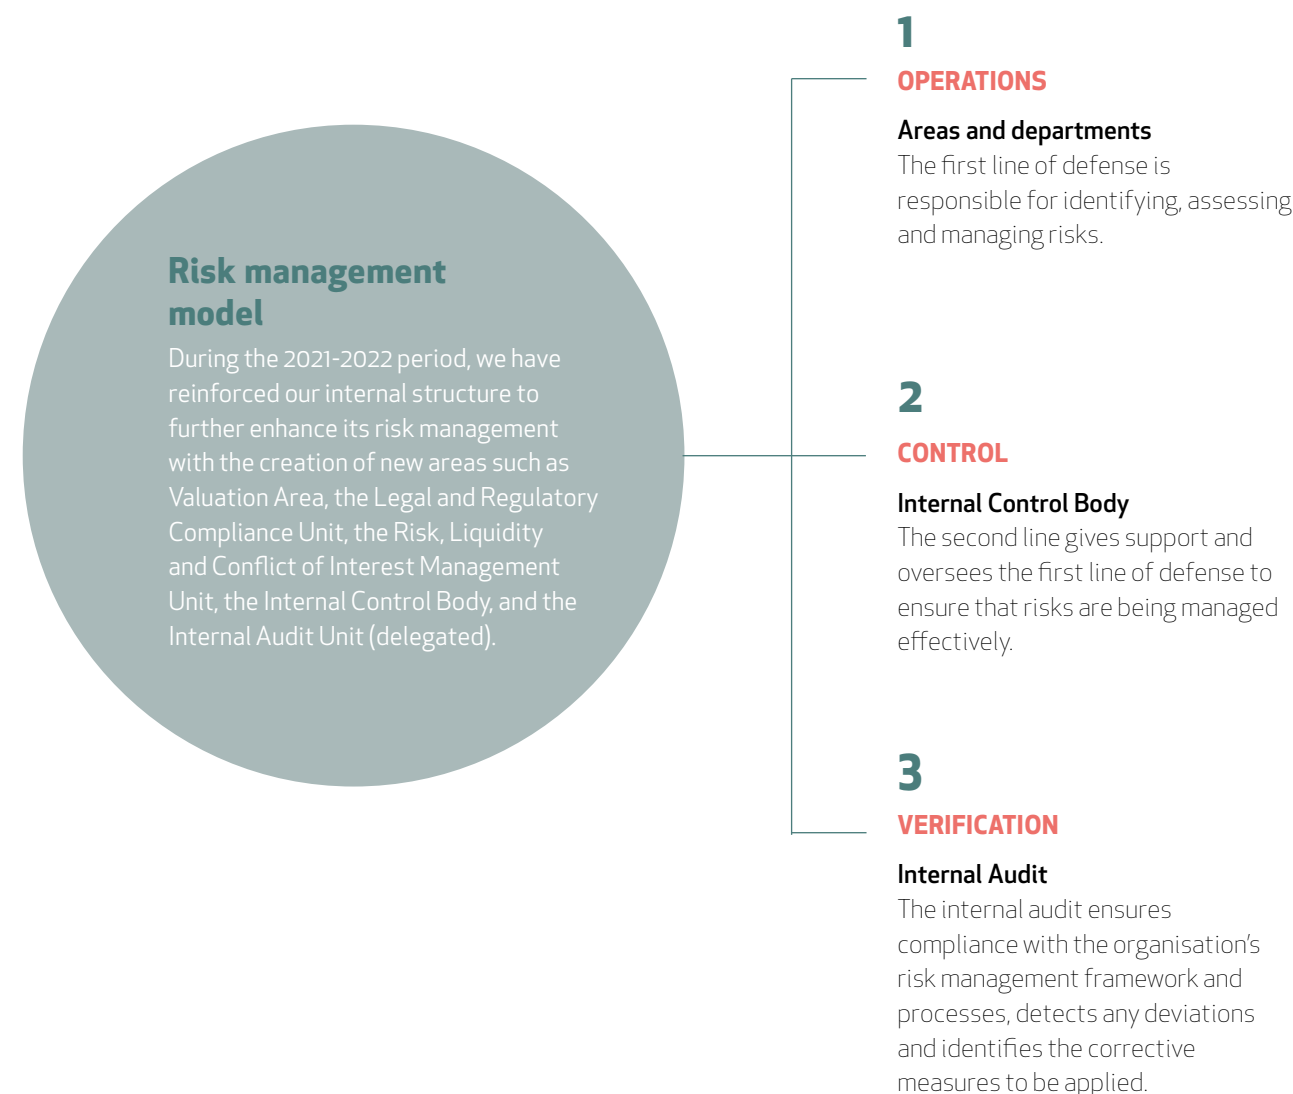 Risk management
model
During the 2021-2022 period, we have
reinforced our internal structure to
further enhance its risk management
with the creation of new areas such as
Valuation Area, the Legal and Regulatory
Compliance Unit, the Risk, Liquidity
and Conflict of Interest Management
Unit, the Internal Control Body, and the
Internal Audit Unit (delegated).
1
OPERATIONS
Areas and departments
The first line of defense is
responsible for identifying, assessing
and managing risks.
2
CONTROL
Internal Control Body
The second line gives support and
oversees the first line of defense to
ensure that risks are being managed
effectively.
3
VERIFICATION
Internal Audit
The internal audit ensures
compliance with the organisation's
risk management framework and
processes, detects any deviations
and identifies the corrective
measures to be applied.